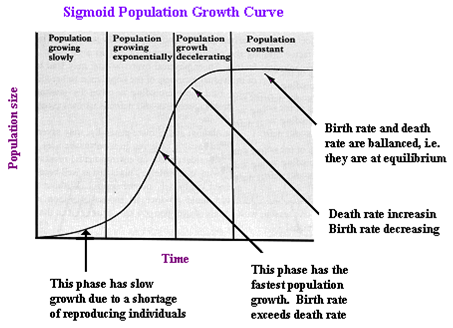 Sigmoid Population Growth Curve
Population
growing
slowly
Population
growing
exponentially
Population
growth
decelerating
Population
constant
Population size
Birth rate and death
rate are ballanced, i.e.
they are at equilibrium
Death rate increasin
Birth rate decreasing
Time
This phase has slow
growth due to a shortage
of reproducing individuals
This phase has the
fastest population
growth. Birth rate
exceeds death rate